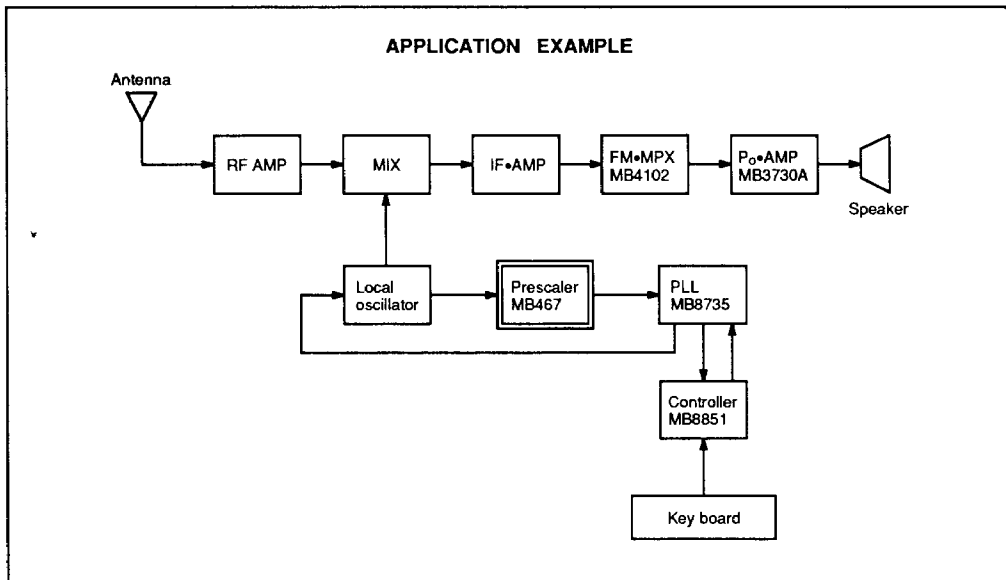 APPLICATION EXAMPLE
Antenna
RF AMP
MIX
IF•AMP
FM•MPX
MB4102
Po•AMP
MB3730A
Speaker
Local
oscillator
Prescaler
MB467
PLL
MB8735
Controller
MB8851
Key board